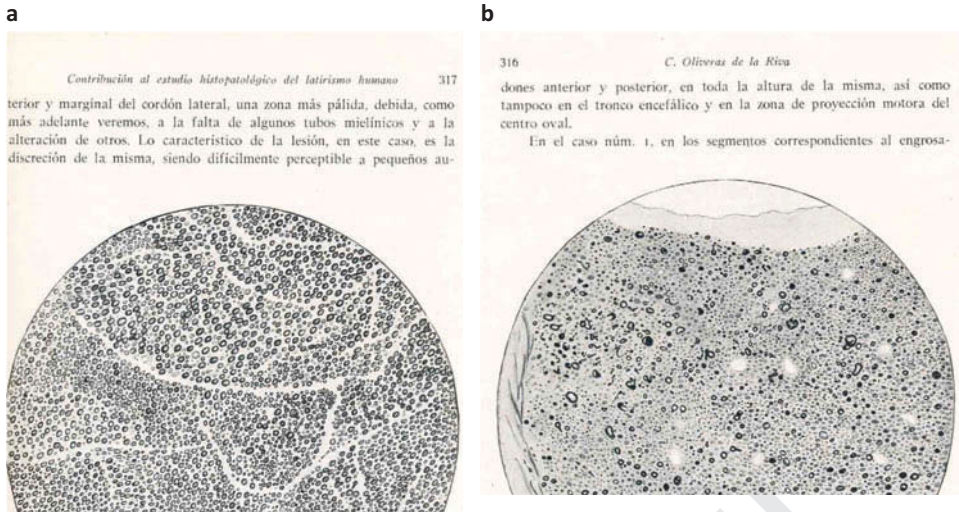 a
Contribución al estudio histopatológico del latirismo humano 317
terior y marginal del cordón lateral, una zona más pálida, debida, como
más adelante veremos, a la falta de algunos tubos mielínicos y a la
alteración de otros. Lo característico de la lesión, en este caso, es la
discreción de la misma, siendo difícilmente perceptible a pequeños au-
b
316 C. Oliveras de la Riva
dones anterior y posterior, en toda la altura de la misma, así como
tampoco en el tronco encefálico y en la zona de proyección motora del
centro oval.
En el caso núm. 1, en los segmentos correspondientes al engrosa-